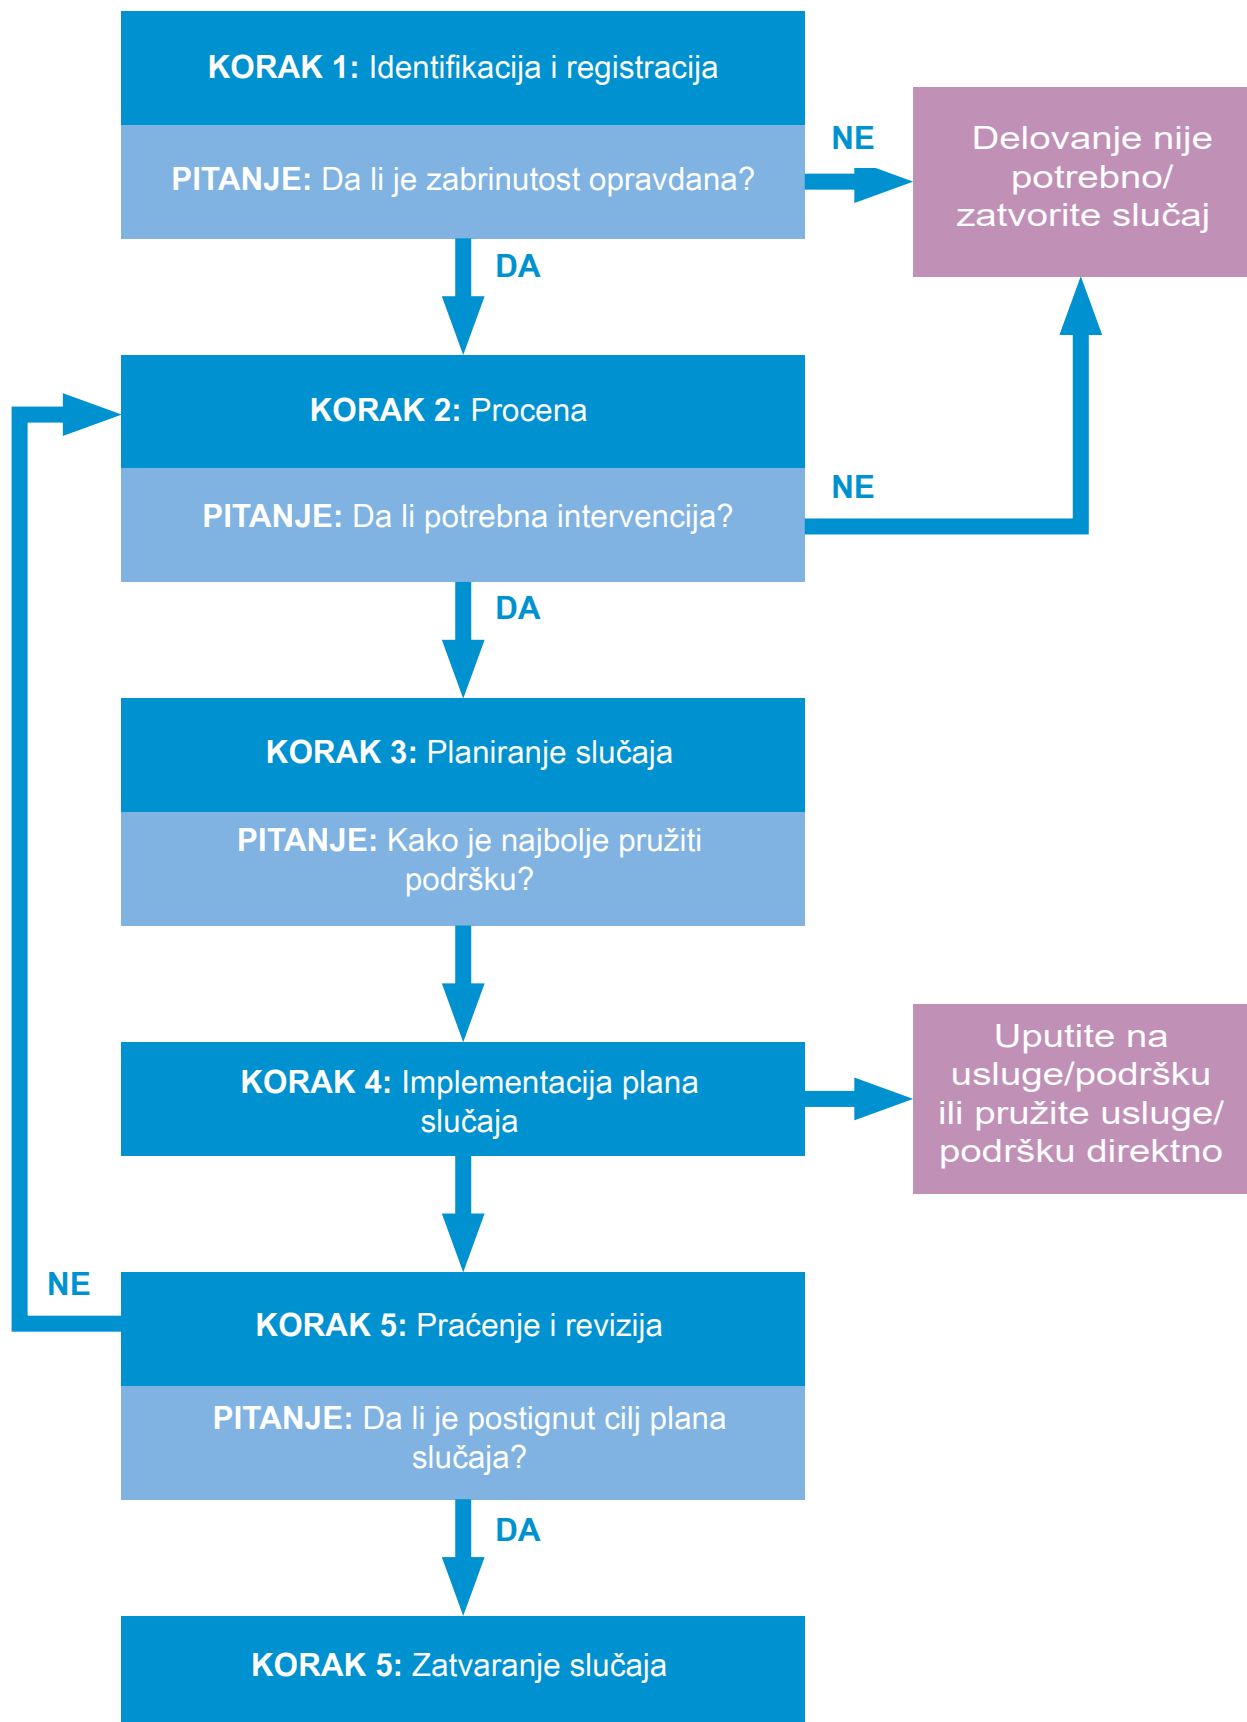 KORAK 1: Identifikacija i registracija
PITANJE: Da li je zabrinutost opravdana?
NE
Delovanje nije
potrebno/
zatvorite slučaj
DA
KORAK 2: Procena
PITANJE: Da li potrebna intervencija?
NE
DA
KORAK 3: Planiranje slučaja
PITANJE: Kako je najbolje pružiti
podršku?
KORAK 4: Implementacija plana
slučaja
Uputite na
usluge/podršku
ili pružite usluge/
podršku direktno
NE
KORAK 5: Praćenje i revizija
PITANJE: Da li je postignut cilj plana
slučaja?
DA
KORAK 5: Zatvaranje slučaja